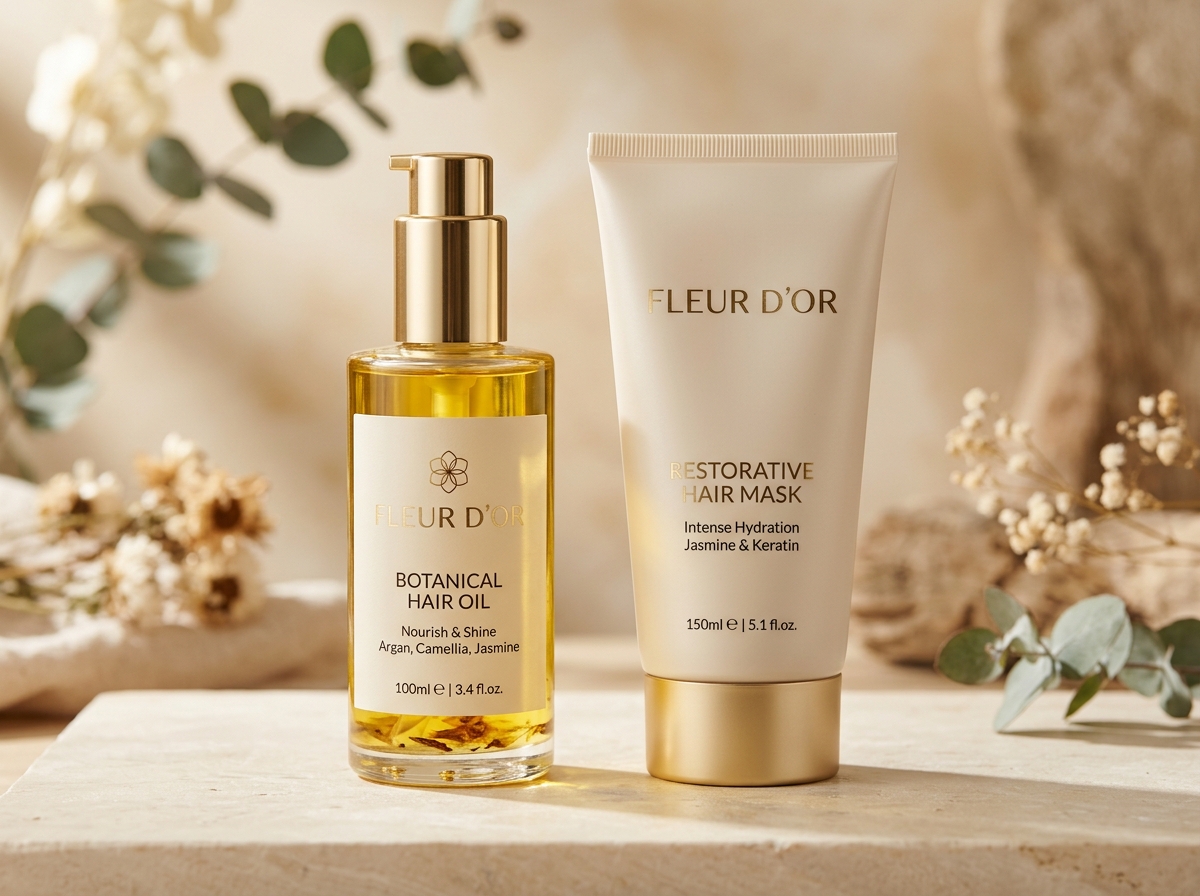 FLEUR D'OR
BOTANICAL
HAIR OIL
Nourish & Shine
Argan, Camellia, Jasmine
100ml ℮ | 3.4 fl.oz.
FLEUR D'OR
RESTORATIVE
HAIR MASK
Intense Hydration
Jasmine & Keratin
150ml ℮ | 5.1 fl.oz.